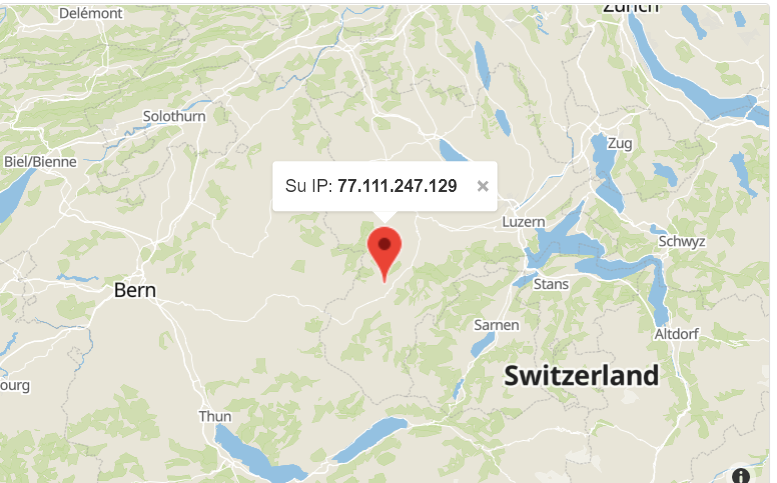 Delémont
Zürich
Solothurn
Biel/Bienne
Zug
Su IP: 77.111.247.129 ×
Luzern
Schwyz
Bern
Stans
Sarnen
Altdorf
Switzerland
ourg
Thun